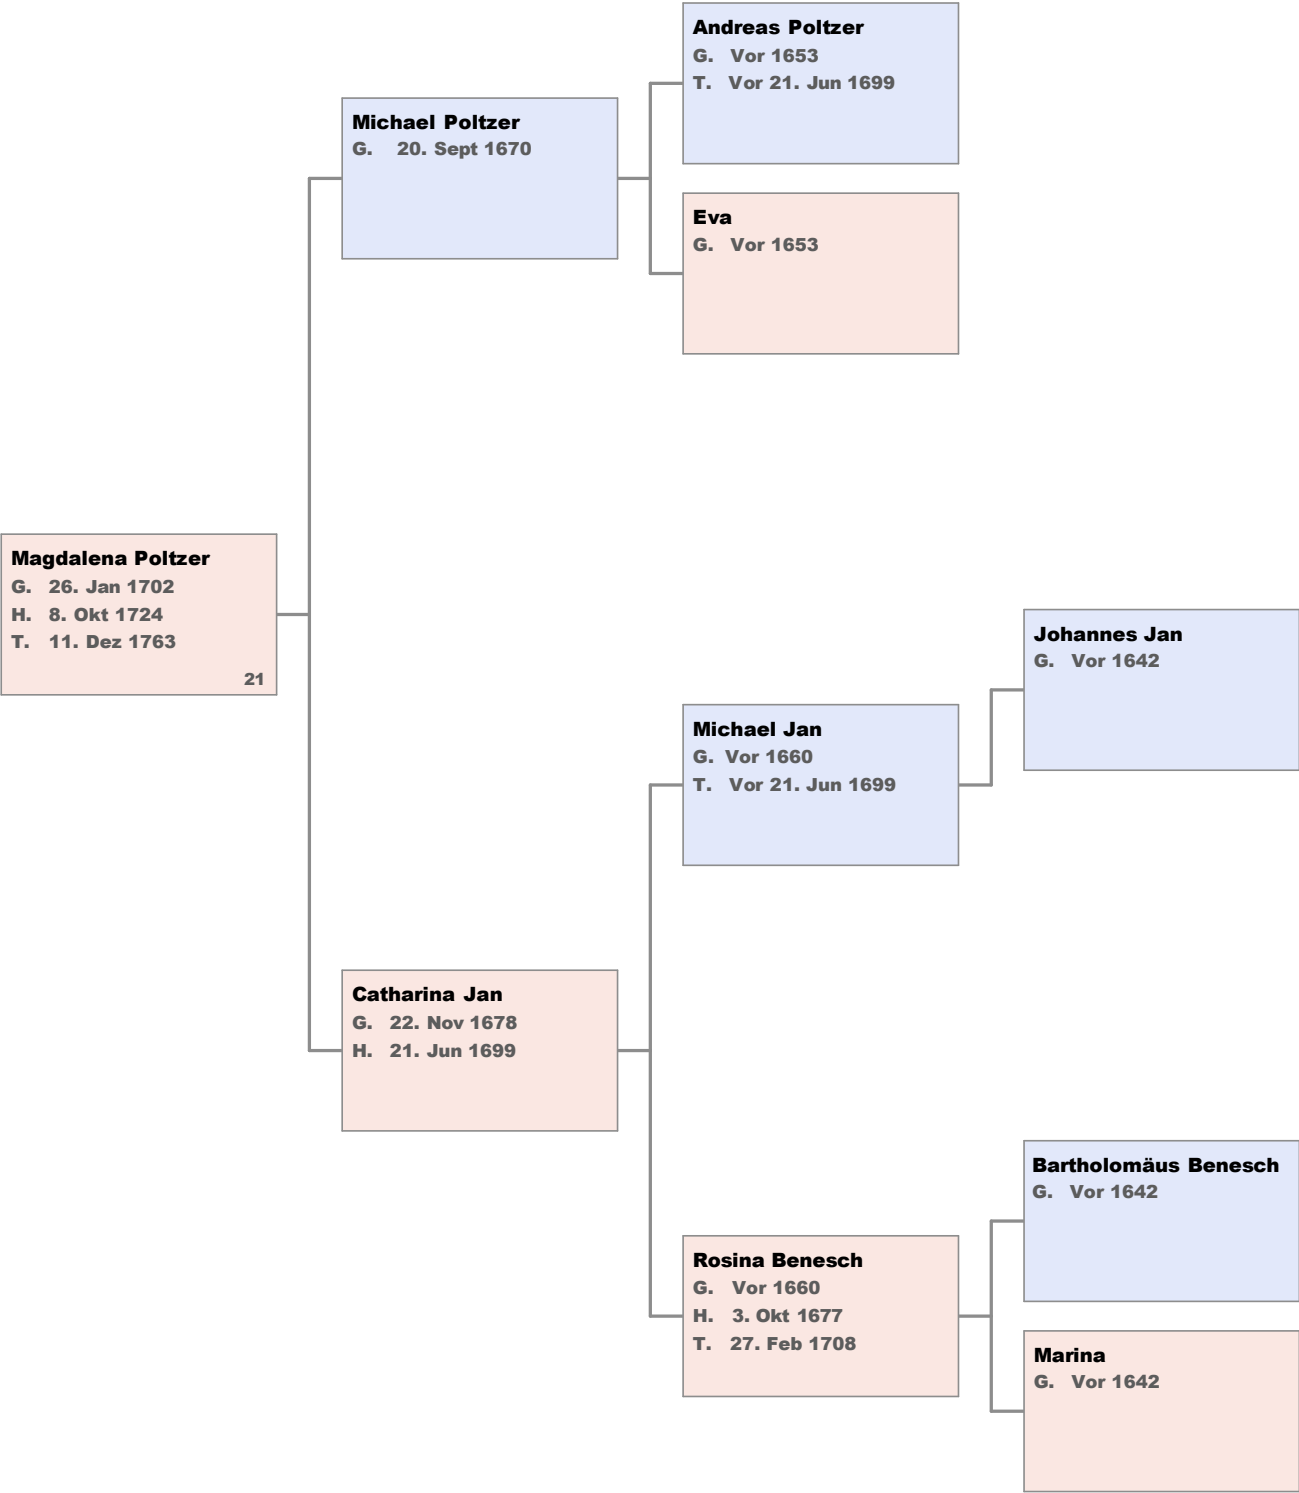 Andreas Poltzer
G. Vor 1653
T. Vor 21. Jun 1699
Michael Poltzer
G. 20. Sept 1670
Eva
G. Vor 1653
Magdalena Poltzer
G. 26. Jan 1702
H. 8. Okt 1724
T. 11. Dez 1763
21
Johannes Jan
G. Vor 1642
Michael Jan
G. Vor 1660
T. Vor 21. Jun 1699
Catharina Jan
G. 22. Nov 1678
H. 21. Jun 1699
Bartholomäus Benesch
G. Vor 1642
Rosina Benesch
G. Vor 1660
H. 3. Okt 1677
T. 27. Feb 1708
Marina
G. Vor 1642